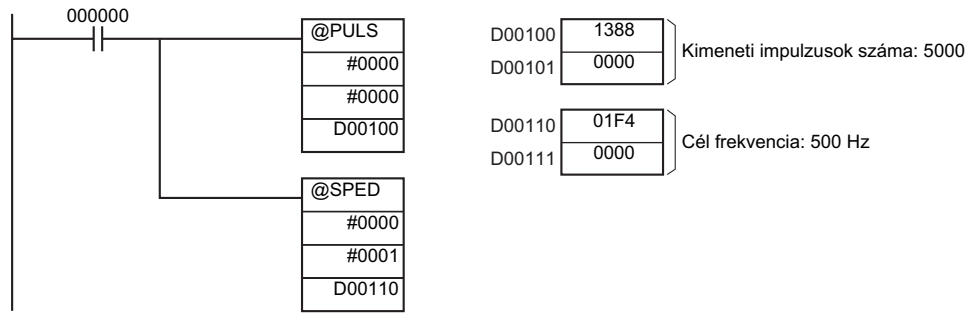 000000
@PULS
#0000
#0000
D00100
@SPED
#0000
#0001
D00110
D00100 1388
D00101 0000
Kimeneti impulzusok száma: 5000
D00110 01F4
D00111 0000
Cél frekvencia: 500 Hz